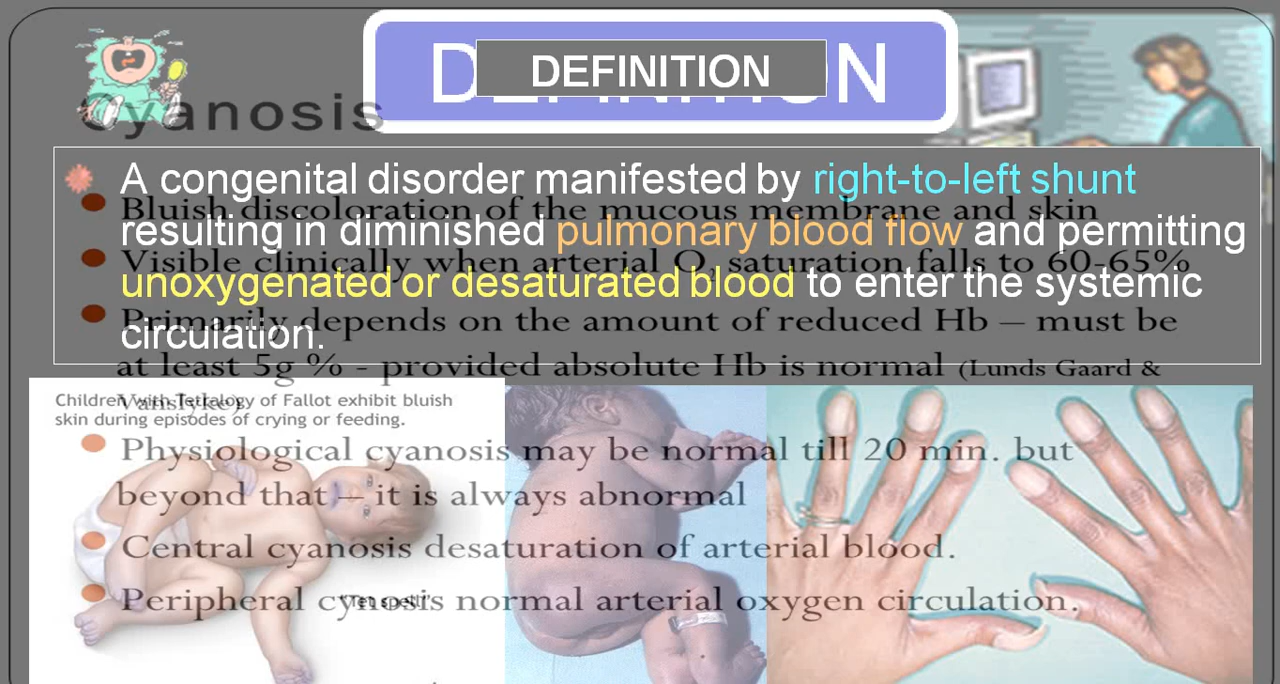 DEFINITION
DEFINITION
Cyanosis
A congenital disorder manifested by right-to-left shunt
resulting in diminished pulmonary blood flow and permitting
unoxygenated or desaturated blood to enter the systemic
circulation.
Bluish discoloration of the mucous membrane and skin
Visible clinically when arterial O₂ saturation falls to 60-65%
Primarily depends on the amount of reduced Hb – must be
at least 5g % - provided absolute Hb is normal (Lunds Gaard &
Vanslyke).
Physiological cyanosis may be normal till 20 min. but
beyond that – it is always abnormal
Central cyanosis desaturation of arterial blood.
Peripheral cyanosis normal arterial oxygen circulation.
Children with Tetralogy of Fallot exhibit bluish
skin during episodes of crying or feeding.
"Tet spell"